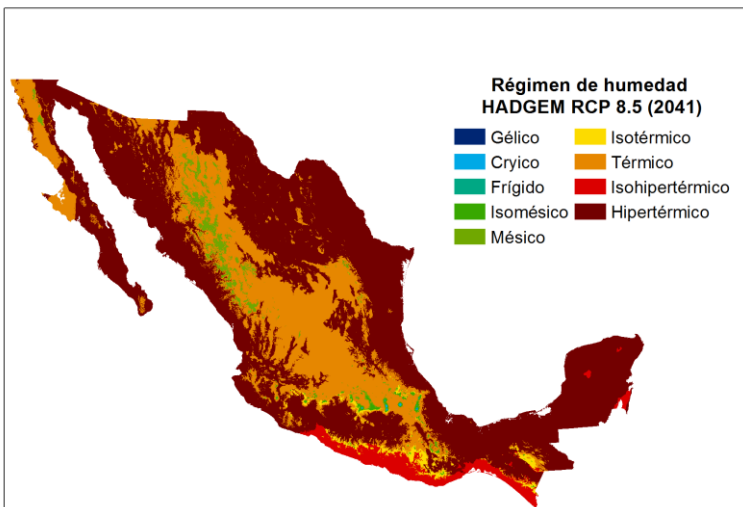 Régimen de humedad
HADGEM RCP 8.5 (2041)
Gélico
Isotérmico
Cryico
Térmico
Frígido
Isohipertérmico
Isomésico
Hipertérmico
Mésico